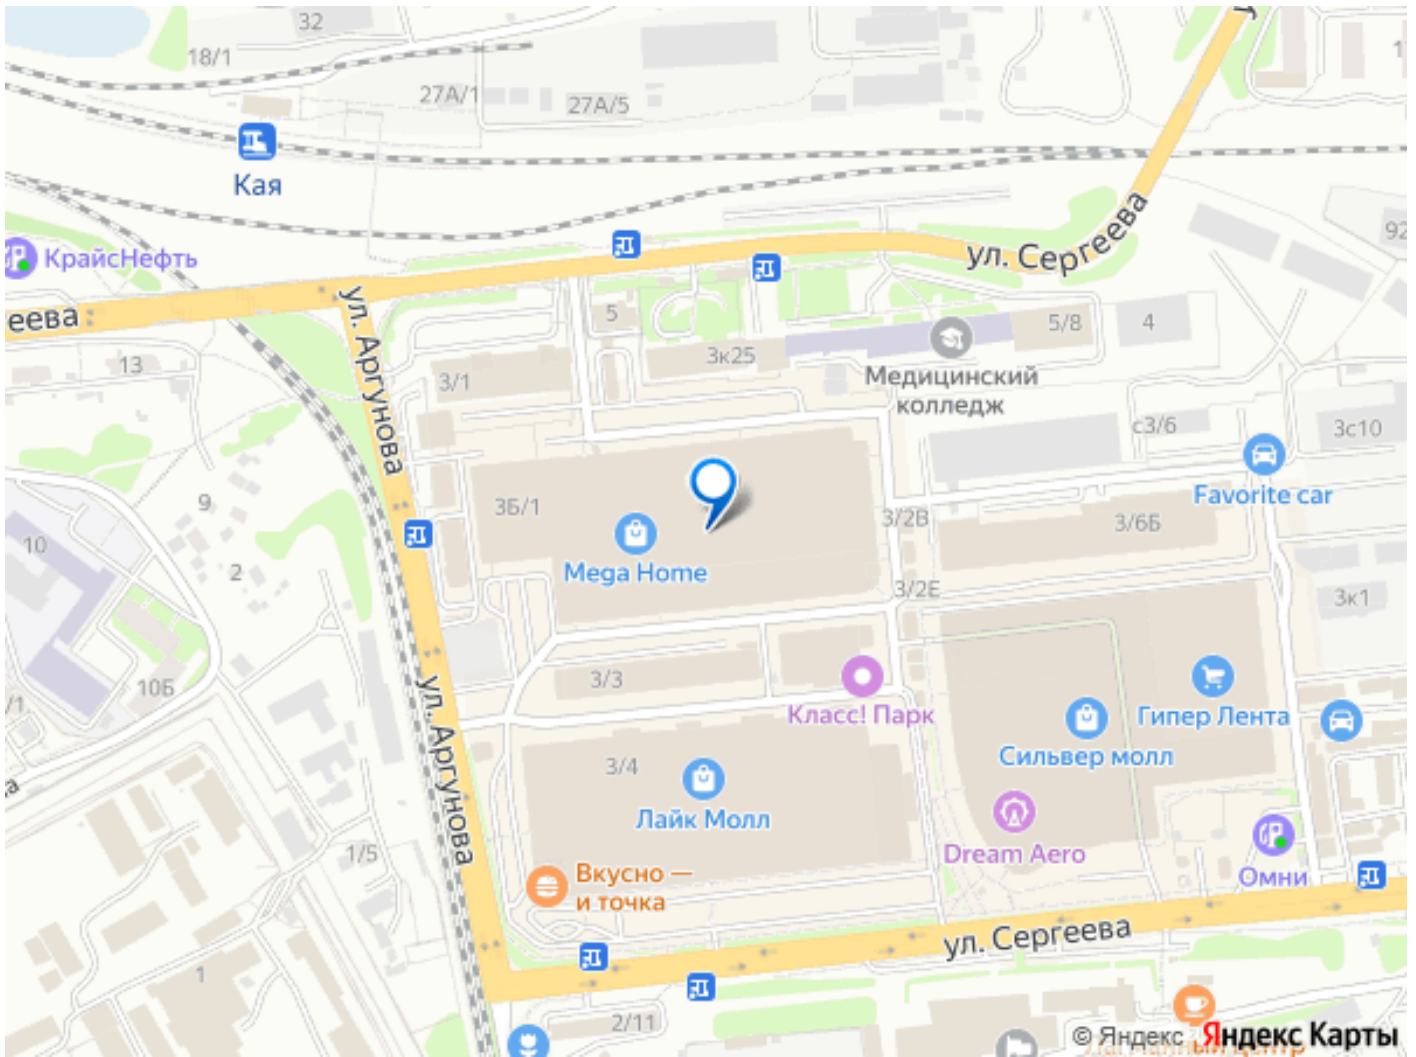 32
18/1
27А/1
27А/5
Кая
КрайсНефть
ул. Сергеева
92
еева
ул. Аргунова
5
5/8
4
13
3к25
3/1
Медицинский
колледж
с3/6
3с10
Favorite car
9
3Б/1
3/2В
3/6Б
10
2
Mega Home
3/2Е
3к1
10Б
3/3
ул. Аргунова
Класс! Парк
Гипер Лента
Сильвер молл
3/4
Лайк Молл
1/5
Dream Aero
Вкусно —
и точка
Омни
ул. Сергеева
1
2/11
© Яндекс Яндекс Карты